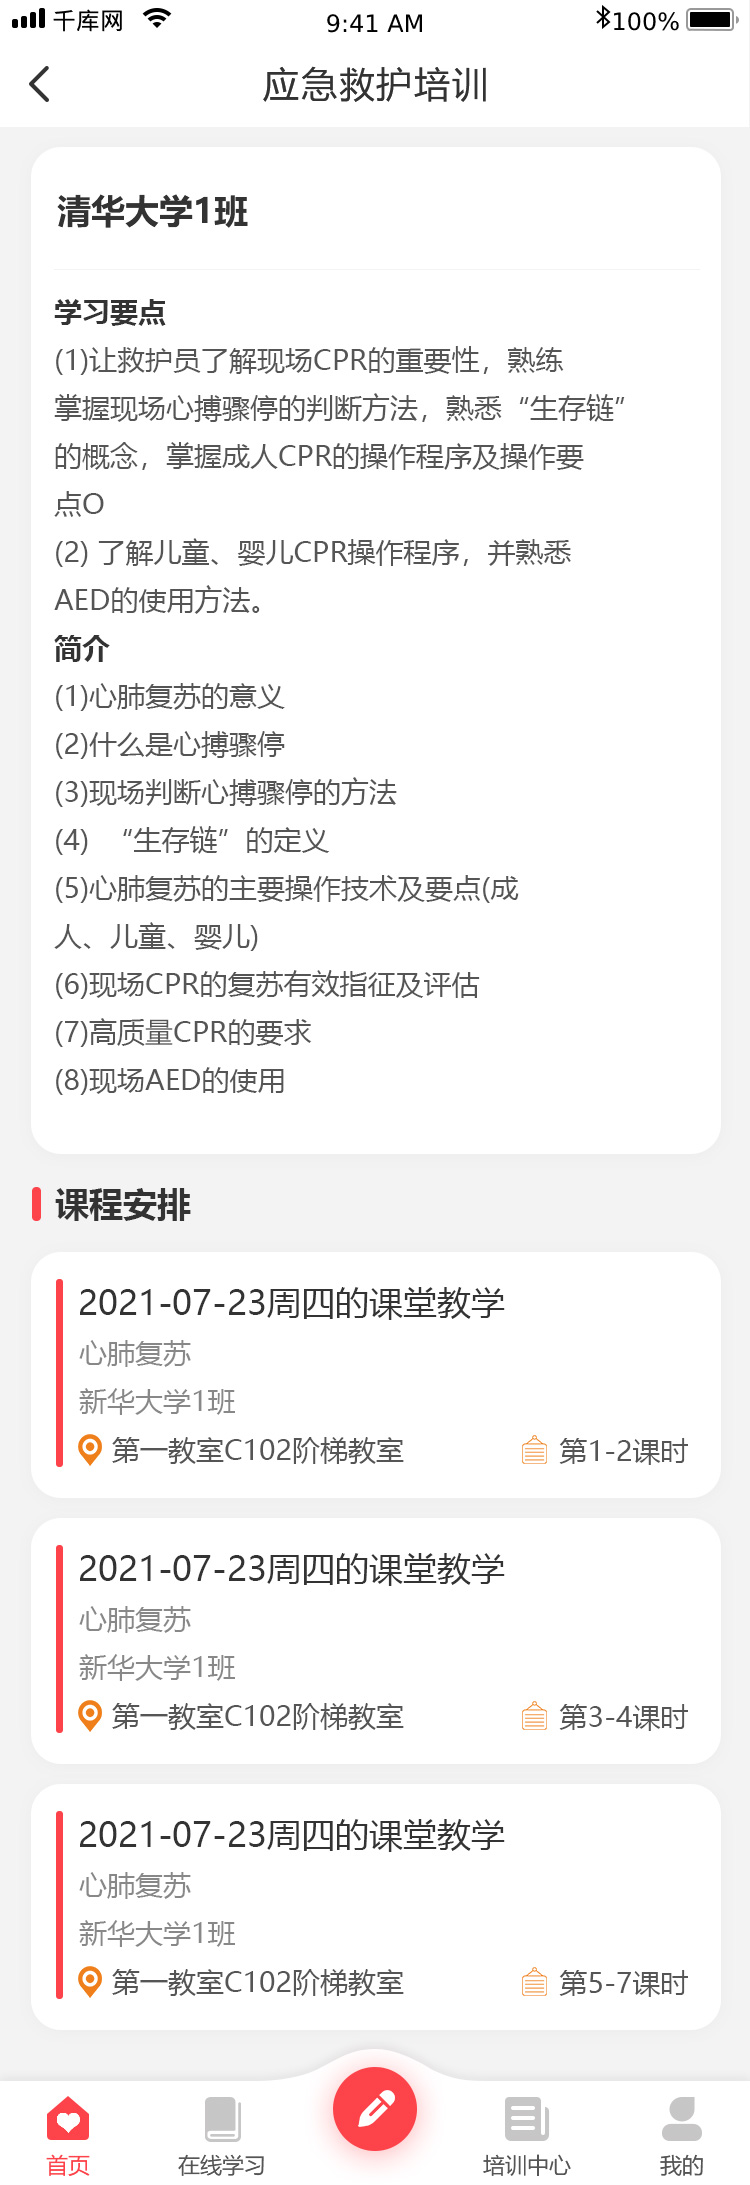 千库网
9:41 AM
100%
应急救护培训
清华大学1班
学习要点
(1)让救护员了解现场CPR的重要性，熟练
掌握现场心搏骤停的判断方法，熟悉“生存链”
的概念，掌握成人CPR的操作程序及操作要
点O
(2) 了解儿童、婴儿CPR操作程序，并熟悉
AED的使用方法。
简介
(1)心肺复苏的意义
(2)什么是心搏骤停
(3)现场判断心搏骤停的方法
(4) “生存链”的定义
(5)心肺复苏的主要操作技术及要点(成
人、儿童、婴儿)
(6)现场CPR的复苏有效指征及评估
(7)高质量CPR的要求
(8)现场AED的使用
课程安排
2021-07-23周四的课堂教学
心肺复苏
新华大学1班
第一教室C102阶梯教室 第1-2课时
2021-07-23周四的课堂教学
心肺复苏
新华大学1班
第一教室C102阶梯教室 第3-4课时
2021-07-23周四的课堂教学
心肺复苏
新华大学1班
第一教室C102阶梯教室 第5-7课时
首页 在线学习 培训中心 我的